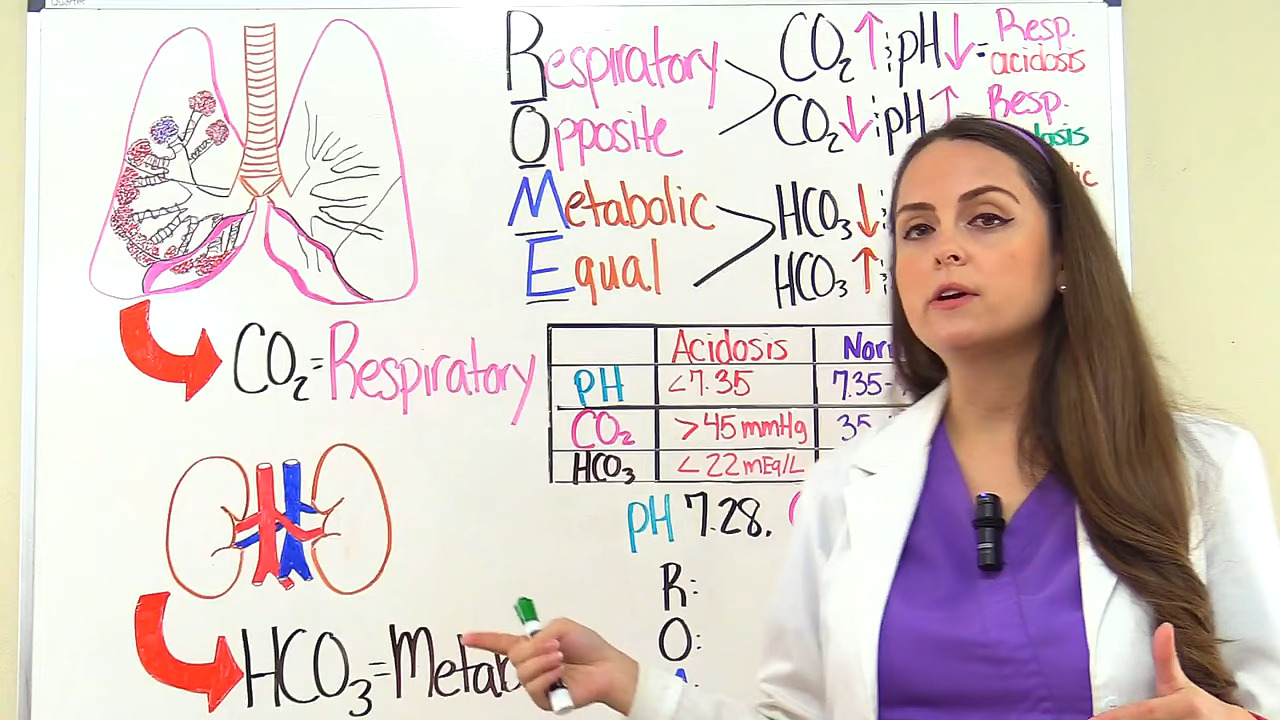 Respiratory
Opposite
Metabolic
Equal
CO₂ ↑ ; pH ↓ = Resp. acidosis
CO₂ ↓ ; pH ↑ Resp.
HCO₃ ↓ ;
HCO₃ ↑ ;
CO₂ = Respiratory
HCO₃ = Metab
Acidosis
pH <7.35 7.35-
CO₂ >45 mmHg 35-
HCO₃ <22 mEq/L
pH 7.28.
R:
O: